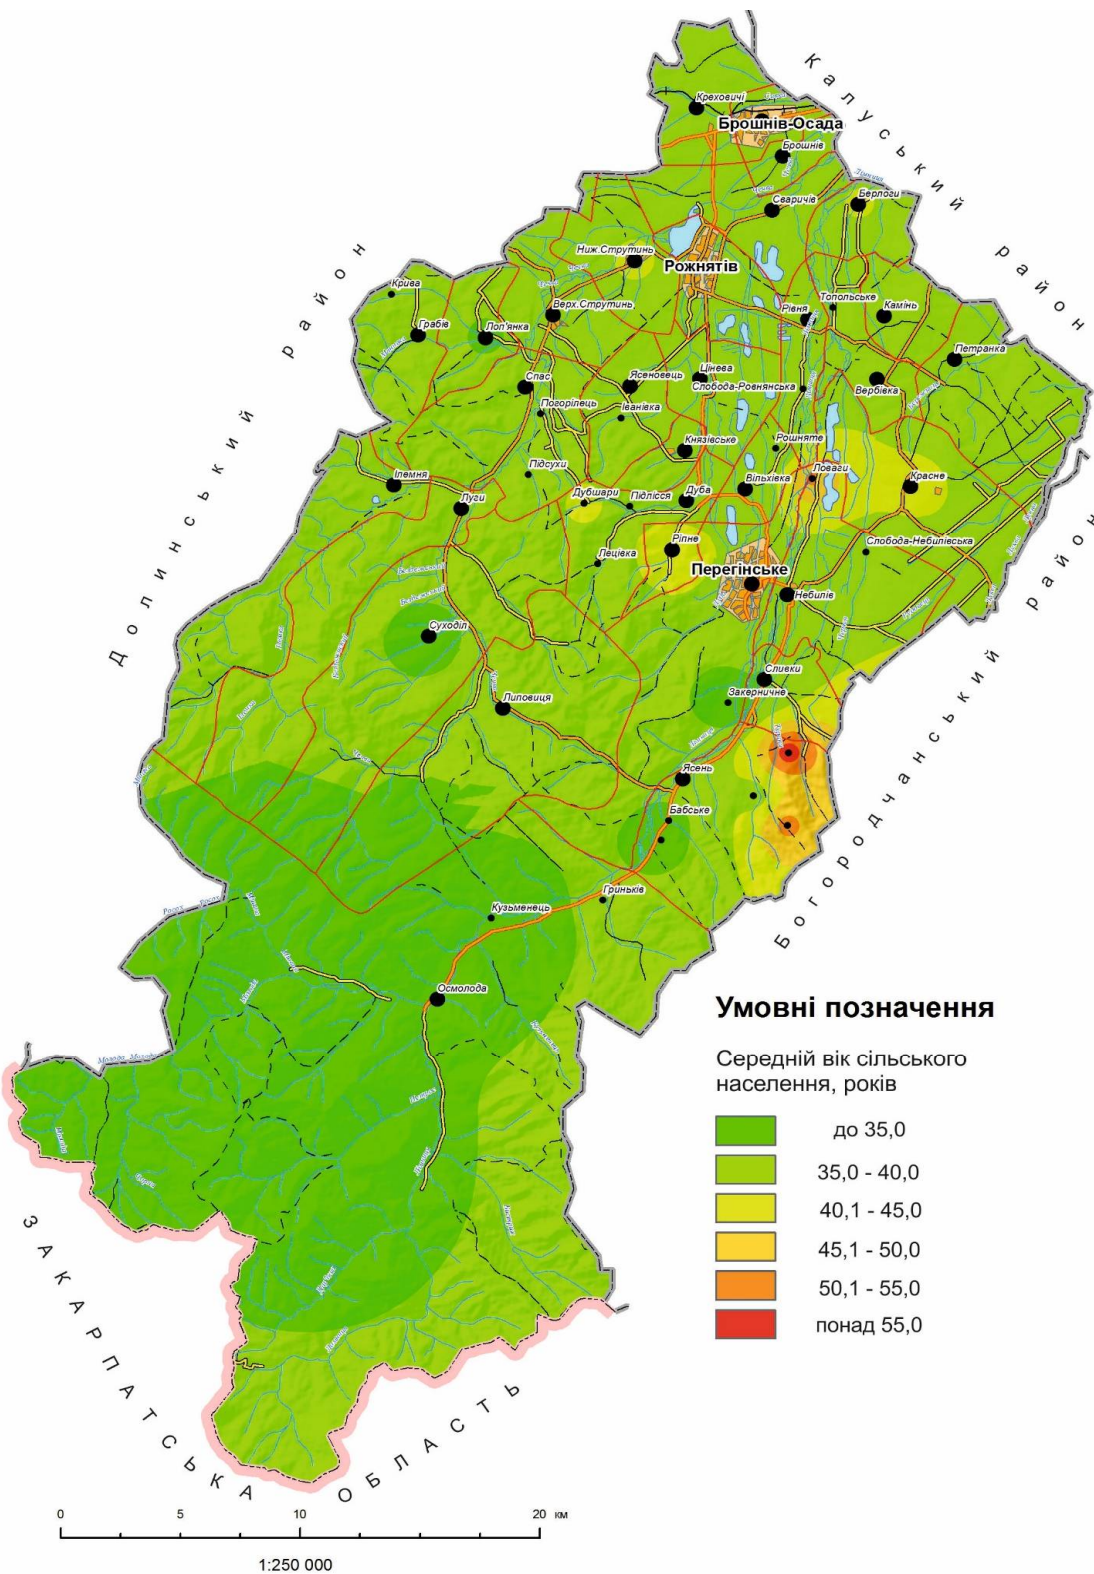 Калуський район
Креховичі
Брошнів-Осада
Брошнів
Сваричів
Берлоги
Ниж.Струтинь
Рожнятів
Долинський район
Крива
Верх.Струтинь
Топольське
Рівня
Камінь
Грабів
Лоп'янка
Петранка
Цінева
Спас
Ясеновець
Слобода-Ровнянська
Вербівка
Погорілець
Іванівка
Князівське
Рошняте
Підсухи
Ловаги
Ілемня
Вільхівка
Красне
Луги
Дубшари
Підлісся
Дуба
Ріпне
Слобода-Небилівська
Лецівка
Перегінське
Небилів
Суходіл
Сливки
Закерничне
Липовиця
Ясень
Бабське
Богородчанський район
Гриньків
Кузьменець
Осмолода
Умовні позначення
Середній вік сільського
населення, років
до 35,0
35,0 - 40,0
40,1 - 45,0
45,1 - 50,0
50,1 - 55,0
понад 55,0
ЗАКАРПАТСЬКА ОБЛАСТЬ
0 5 10 20 км
1:250 000